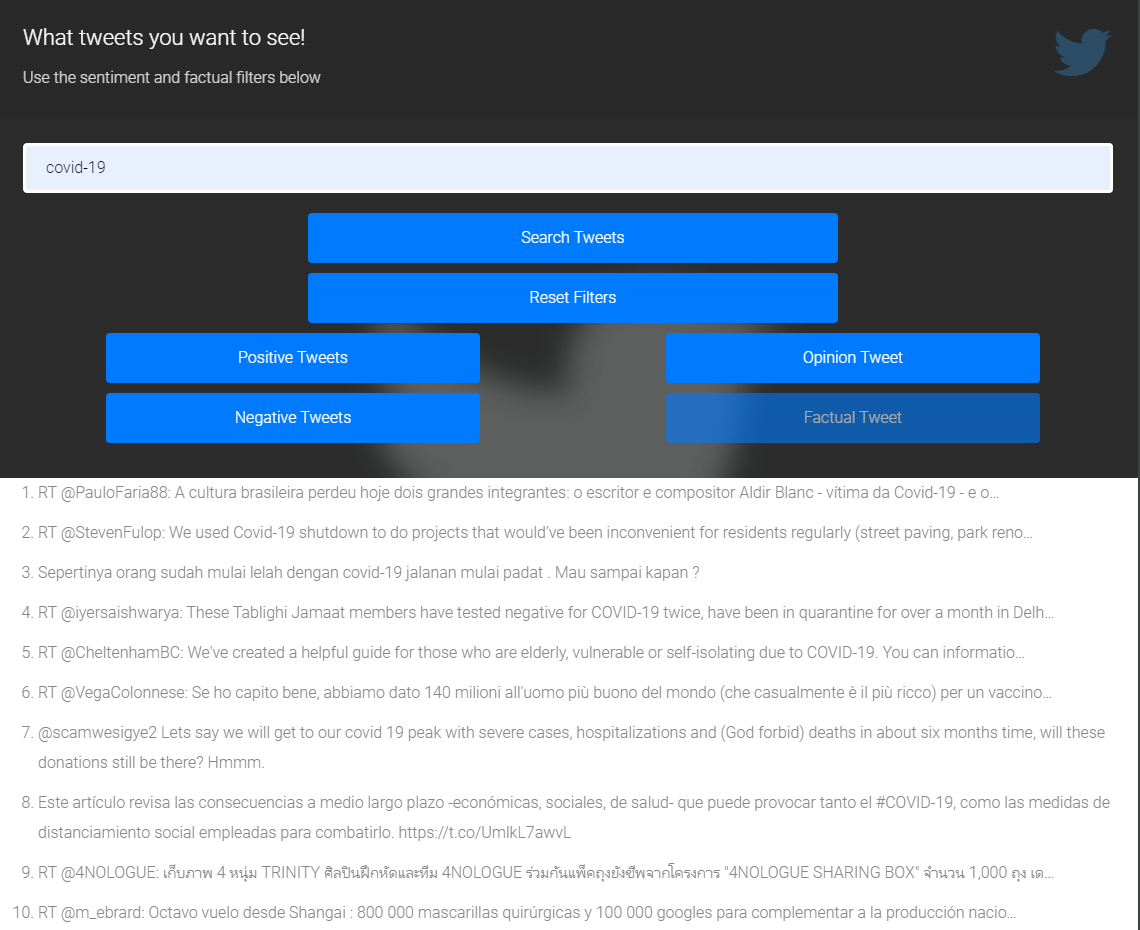 What tweets you want to see!
Use the sentiment and factual filters below
covid-19
Search Tweets
Reset Filters
Positive Tweets
Opinion Tweet
Negative Tweets
Factual Tweet
1. RT @PauloFaria88: A cultura brasileira perdeu hoje dois grandes integrantes: o escritor e compositor Aldir Blanc - vítima da Covid-19 - e o…
2. RT @StevenFulop: We used Covid-19 shutdown to do projects that would’ve been inconvenient for residents regularly (street paving, park reno…
3. Sepertinya orang sudah mulai lelah dengan covid-19 jalanan mulai padat . Mau sampai kapan ?
4. RT @iyersaishwarya: These Tablighi Jamaat members have tested negative for COVID-19 twice, have been in quarantine for over a month in Delh…
5. RT @CheltenhamBC: We've created a helpful guide for those who are elderly, vulnerable or self-isolating due to COVID-19. You can informatio…
6. RT @VegaColonnese: Se ho capito bene, abbiamo dato 140 milioni all'uomo più buono del mondo (che casualmente è il più ricco) per un vaccino…
7. @scamwesigye2 Lets say we will get to our covid 19 peak with severe cases, hospitalizations and (God forbid) deaths in about six months time, will these
donations still be there? Hmmm.
8. Este artículo revisa las consecuencias a medio largo plazo -económicas, sociales, de salud- que puede provocar tanto el #COVID-19, como las medidas de
distanciamiento social empleadas para combatirlo. https://t.co/UmlkL7awvL
9. RT @4NOLOGUE: เก็บภาพ 4 หนุ่ม TRINITY ศิลปินฝึกหัดและทีม 4NOLOGUE ร่วมกันแพ็คถุงยังชีพจากโครงการ "4NOLOGUE SHARING BOX" จำนวน 1,000 ถุง เด…
10. RT @m_ebrard: Octavo vuelo desde Shangai : 800 000 mascarillas quirúrgicas y 100 000 googles para complementar a la producción nacio…